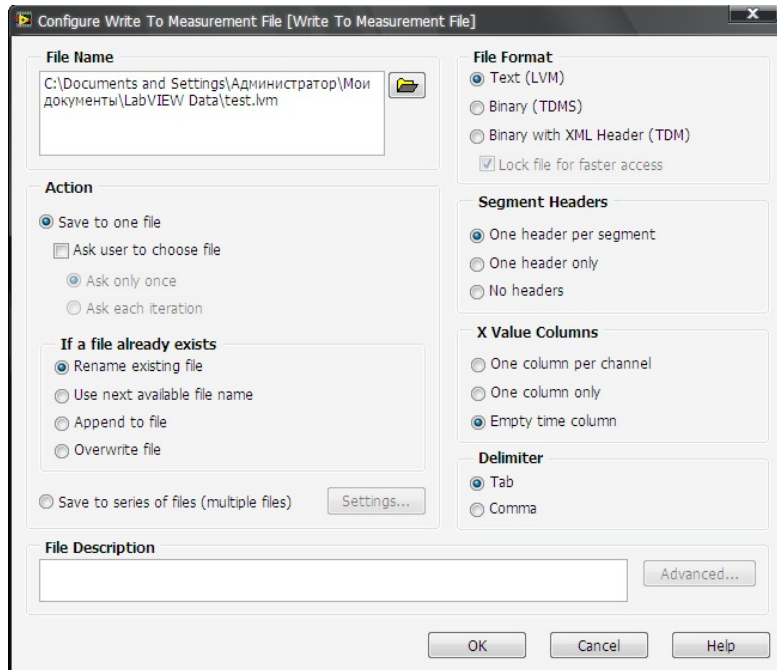 Configure Write To Measurement File [Write To Measurement File]
File Name
C:\Documents and Settings\Администратор\Мои
документы\LabVIEW Data\test.lvm
Action
Save to one file
Ask user to choose file
Ask only once
Ask each iteration
If a file already exists
Rename existing file
Use next available file name
Append to file
Overwrite file
Save to series of files (multiple files)
Settings...
File Format
Text (LVM)
Binary (TDMS)
Binary with XML Header (TDM)
Lock file for faster access
Segment Headers
One header per segment
One header only
No headers
X Value Columns
One column per channel
One column only
Empty time column
Delimiter
Tab
Comma
File Description
Advanced...
OK
Cancel
Help